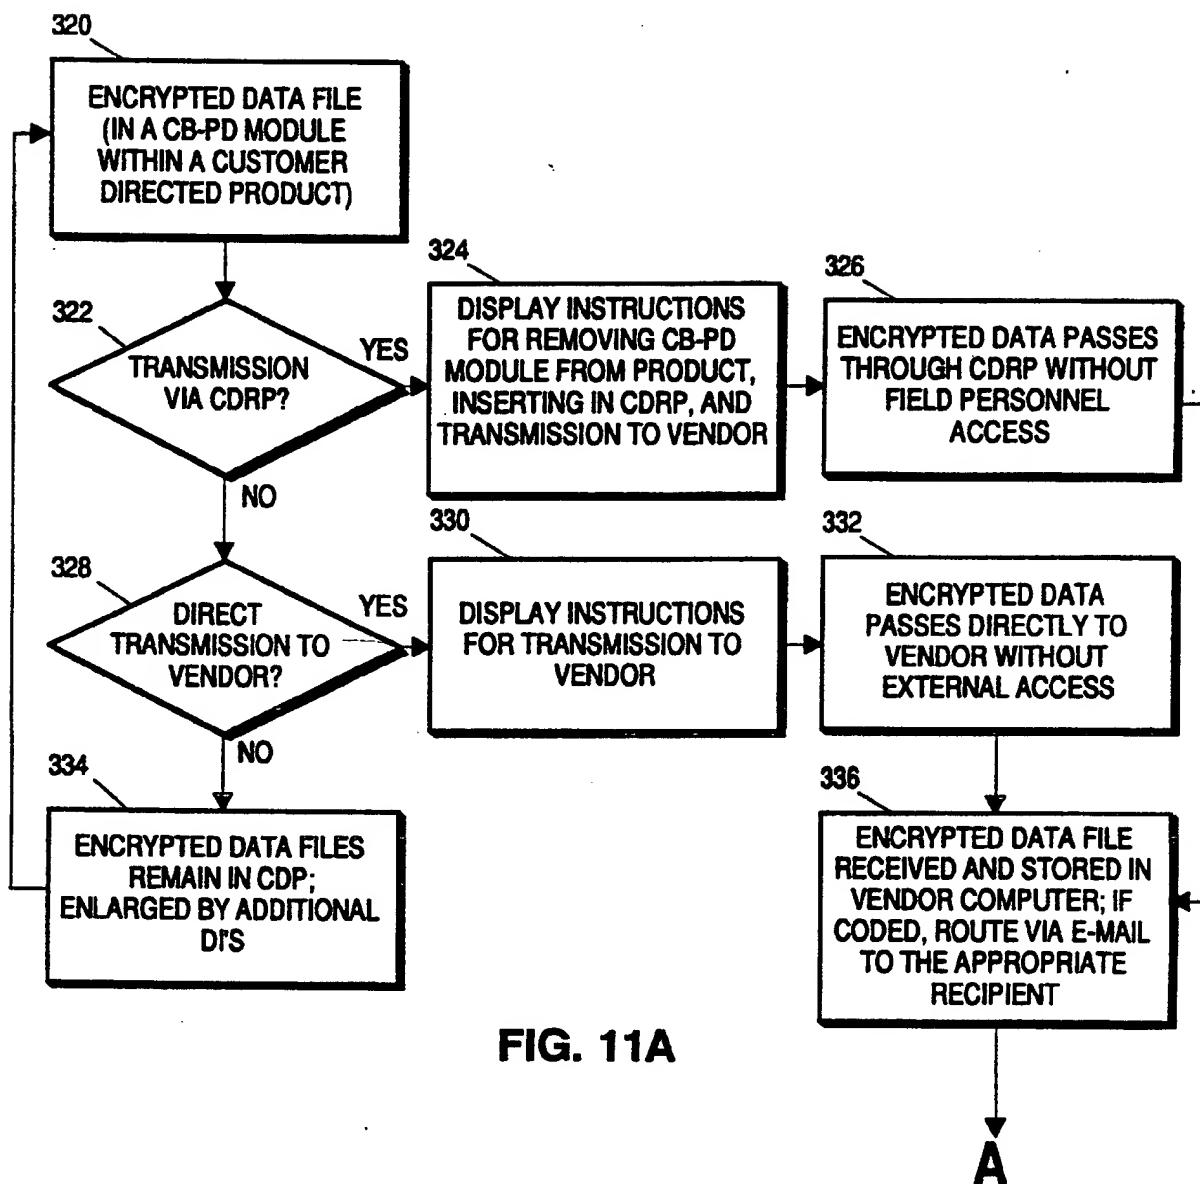 320
ENCRYPTED DATA FILE
(IN A CB-PD MODULE
WITHIN A CUSTOMER
DIRECTED PRODUCT)
322
TRANSMISSION
VIA CDRP?
YES
NO
324
DISPLAY INSTRUCTIONS
FOR REMOVING CB-PD
MODULE FROM PRODUCT,
INSERTING IN CDRP, AND
TRANSMISSION TO VENDOR
326
ENCRYPTED DATA PASSES
THROUGH CDRP WITHOUT
FIELD PERSONNEL
ACCESS
328
DIRECT
TRANSMISSION TO
VENDOR?
YES
NO
330
DISPLAY INSTRUCTIONS
FOR TRANSMISSION TO
VENDOR
332
ENCRYPTED DATA
PASSES DIRECTLY TO
VENDOR WITHOUT
EXTERNAL ACCESS
334
ENCRYPTED DATA FILES
REMAIN IN CDP;
ENLARGED BY ADDITIONAL
DI'S
336
ENCRYPTED DATA FILE
RECEIVED AND STORED IN
VENDOR COMPUTER; IF
CODED, ROUTE VIA E-MAIL
TO THE APPROPRIATE
RECIPIENT
FIG. 11A
A